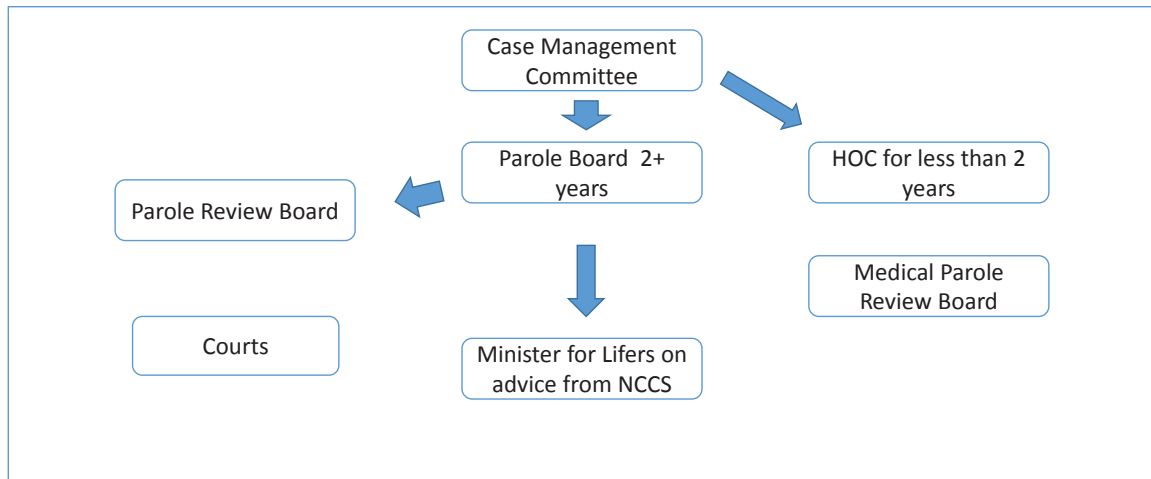 Case Management
Committee
Parole Board 2+
years
HOC for less than 2
years
Parole Review Board
Medical Parole
Review Board
Courts
Minister for Lifers on
advice from NCCS